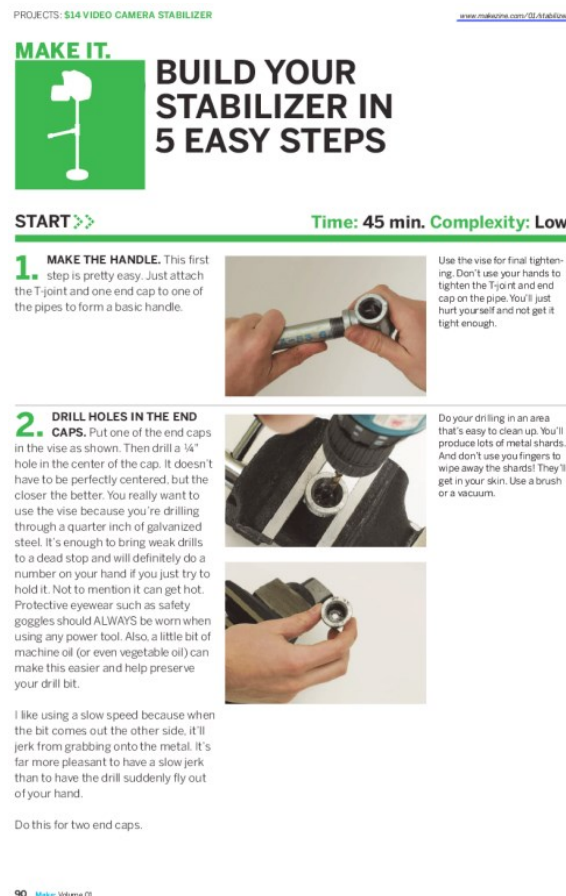 PROJECTS: $14 VIDEO CAMERA STABILIZER
www.makezine.com/01/stabilize
MAKE IT.
BUILD YOUR
STABILIZER IN
5 EASY STEPS
START
Time: 45 min. Complexity: Low
1. MAKE THE HANDLE. This first
step is pretty easy. Just attach
the T-joint and one end cap to one of
the pipes to form a basic handle.
Use the vise for final tighten-
ing. Don't use your hands to
tighten the T-joint and end
cap on the pipe. You'll just
hurt yourself and not get it
tight enough.
2. DRILL HOLES IN THE END
CAPS. Put one of the end caps
in the vise as shown. Then drill a ¼"
hole in the center of the cap. It doesn't
have to be perfectly centered, but the
closer the better. You really want to
use the vise because you're drilling
through a quarter inch of galvanized
steel. It's enough to bring weak drills
to a dead stop and will definitely do a
number on your hand if you just try to
hold it. Not to mention it can get hot.
Protective eyewear such as safety
goggles should ALWAYS be worn when
using any power tool. Also, a little bit of
machine oil (or even vegetable oil) can
make this easier and help preserve
your drill bit.
I like using a slow speed because when
the bit comes out the other side, it'll
jerk from grabbing onto the metal. It's
far more pleasant to have a slow jerk
than to have the drill suddenly fly out
of your hand.
Do this for two end caps.
Do your drilling in an area
that's easy to clean up. You'll
produce lots of metal shards.
And don't use you fingers to
wipe away the shards! They'll
get in your skin. Use a brush
or a vacuum.
90 Make: Volume 01